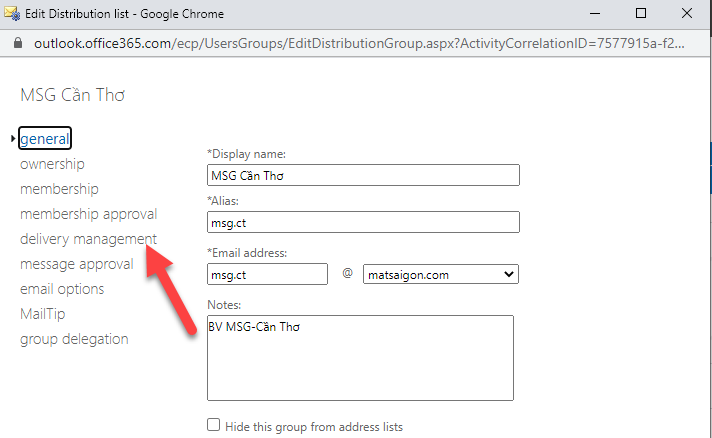 Edit Distribution list - Google Chrome
outlook.office365.com/ecp/UsersGroups/EditDistributionGroup.aspx?ActivityCorrelationID=7577915a-f2...
MSG Cần Thơ
general
ownership
membership
membership approval
delivery management
message approval
email options
MailTip
group delegation
*Display name:
MSG Cần Thơ
*Alias:
msg.ct
*Email address:
msg.ct @ matsaigon.com
Notes:
BV MSG-Cần Thơ
Hide this group from address lists